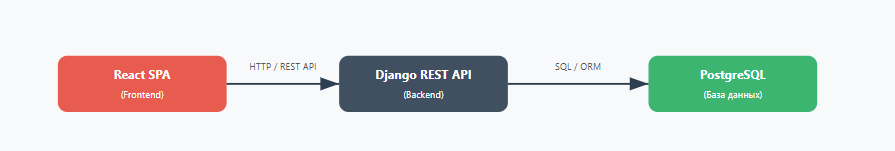 React SPA
(Frontend)
HTTP / REST API
Django REST API
(Backend)
SQL / ORM
PostgreSQL
(База данных)